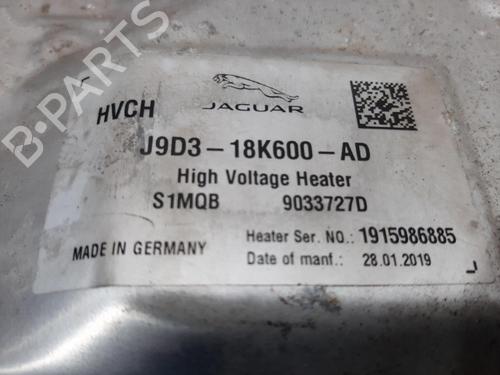 B-PARTS
HVCH
JAGUAR
J9D3-18K600-AD
High Voltage Heater
S1MQB 9033727D
Heater Ser. NO.: 1915986885
MADE IN GERMANY
Date of manf.: 28.01.2019